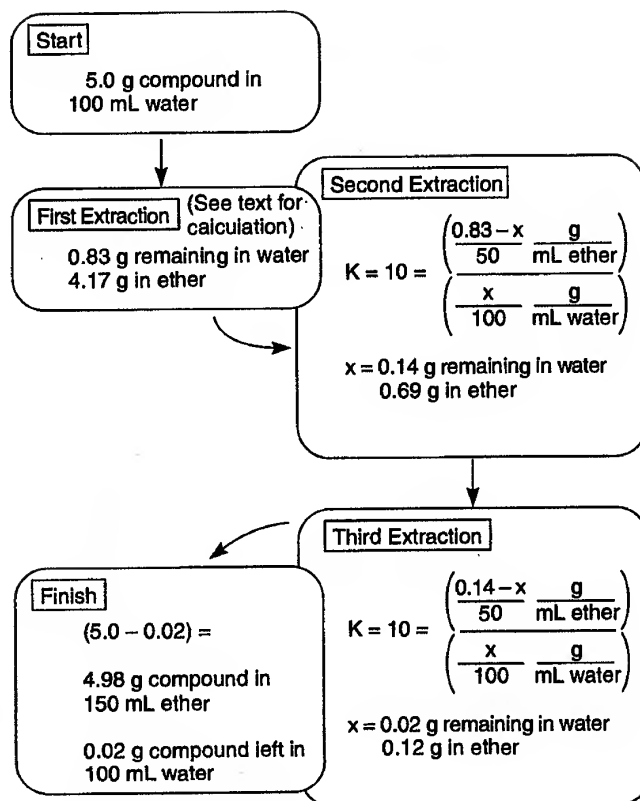 Start
5.0 g compound in
100 mL water
First Extraction (See text for
calculation)
0.83 g remaining in water
4.17 g in ether
Second Extraction
K = 10 = (0.83 – x / 50 g / mL ether) / (x / 100 g / mL water)
x = 0.14 g remaining in water
0.69 g in ether
Third Extraction
K = 10 = (0.14 – x / 50 g / mL ether) / (x / 100 g / mL water)
x = 0.02 g remaining in water
0.12 g in ether
Finish
(5.0 – 0.02) =
4.98 g compound in
150 mL ether
0.02 g compound left in
100 mL water